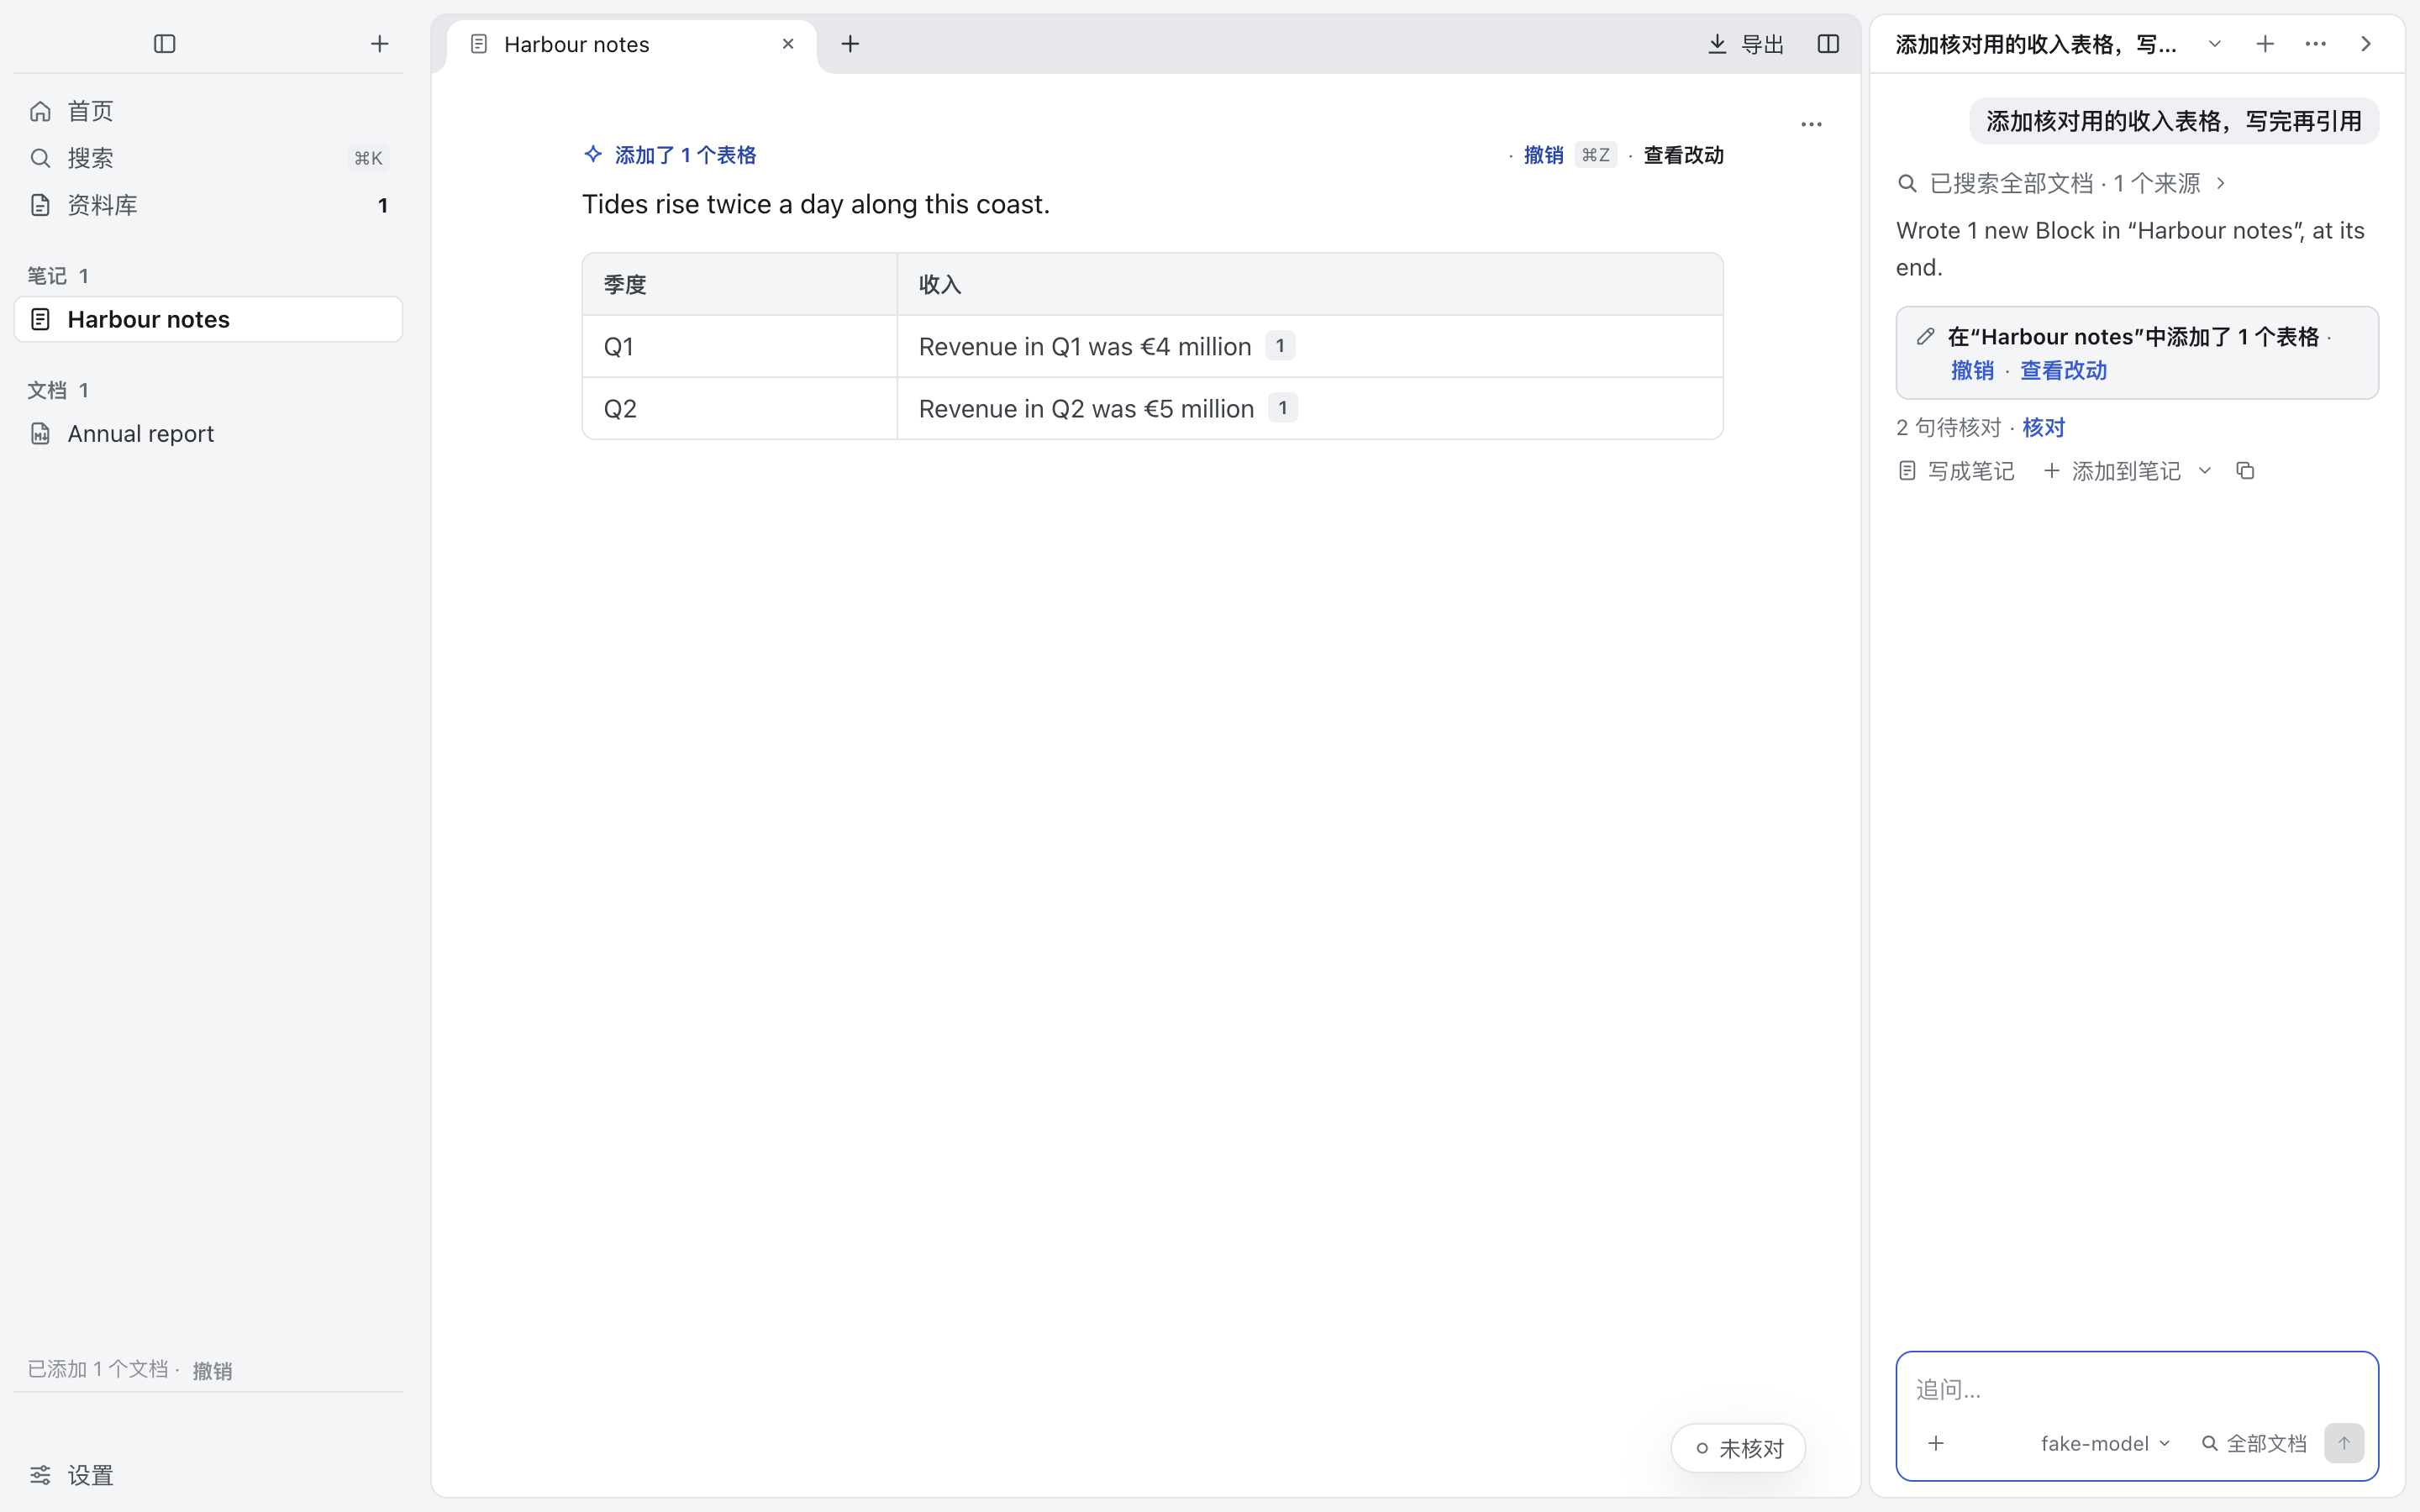 首页
搜索 ⌘K
资料库 1
笔记 1
Harbour notes
文档 1
Annual report
已添加 1 个文档 · 撤销
设置
Harbour notes
导出
添加了 1 个表格 · 撤销 ⌘Z · 查看改动
Tides rise twice a day along this coast.
季度 收入
Q1 Revenue in Q1 was €4 million 1
Q2 Revenue in Q2 was €5 million 1
未核对
添加核对用的收入表格，写...
添加核对用的收入表格，写完再引用
已搜索全部文档 · 1 个来源
Wrote 1 new Block in “Harbour notes”, at its
end.
在“Harbour notes”中添加了 1 个表格 ·
撤销 · 查看改动
2 句待核对 · 核对
写成笔记 添加到笔记
追问...
fake-model 全部文档